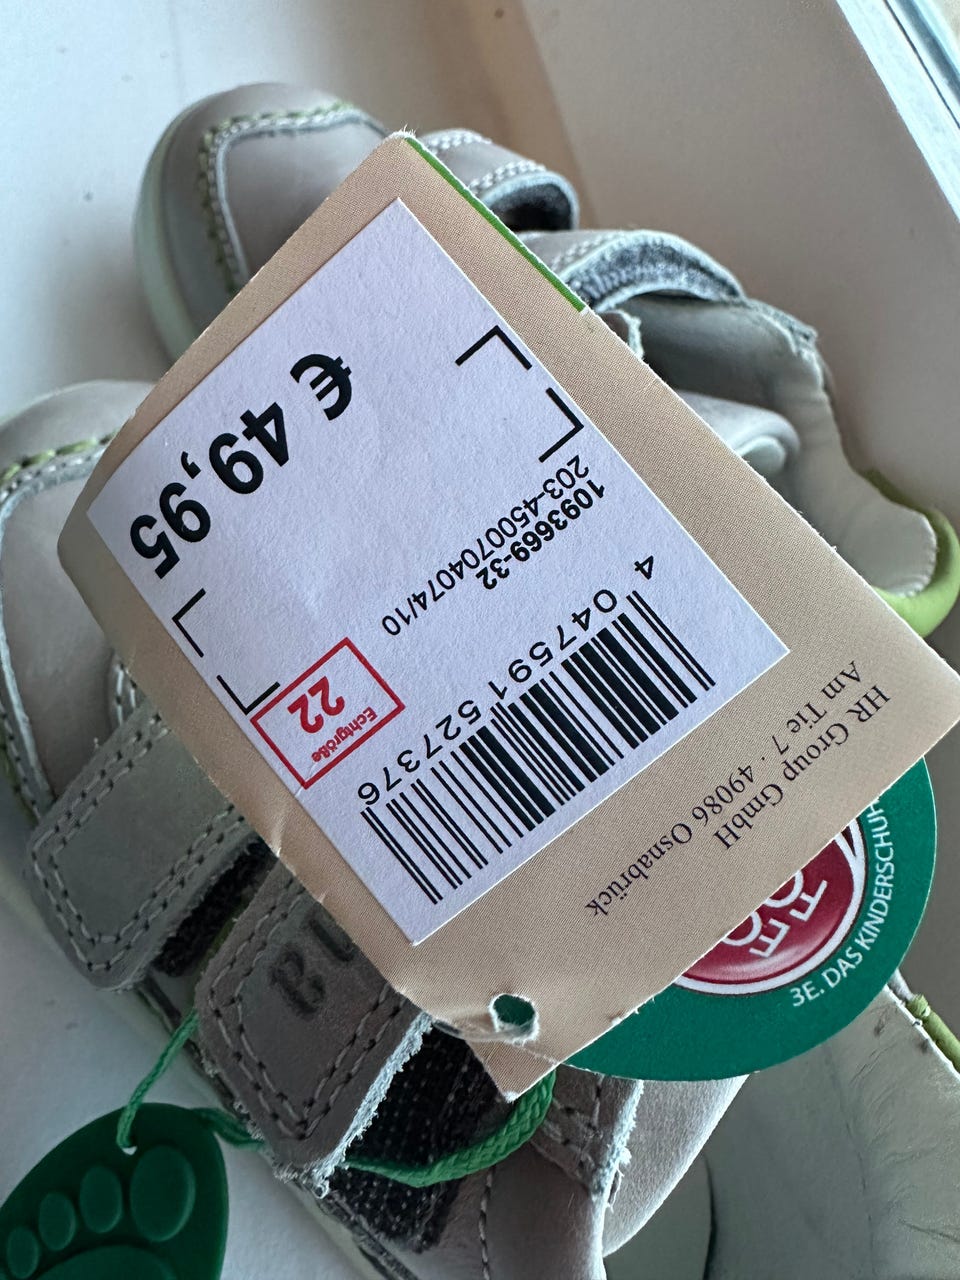 € 49,95
1093669-32
203-4500704074/10
Echtgröße
22
4 047591 527376
HR Group GmbH
Am Tie 7 . 49086 Osnabrück
3E. DAS KINDERSCHUH
na